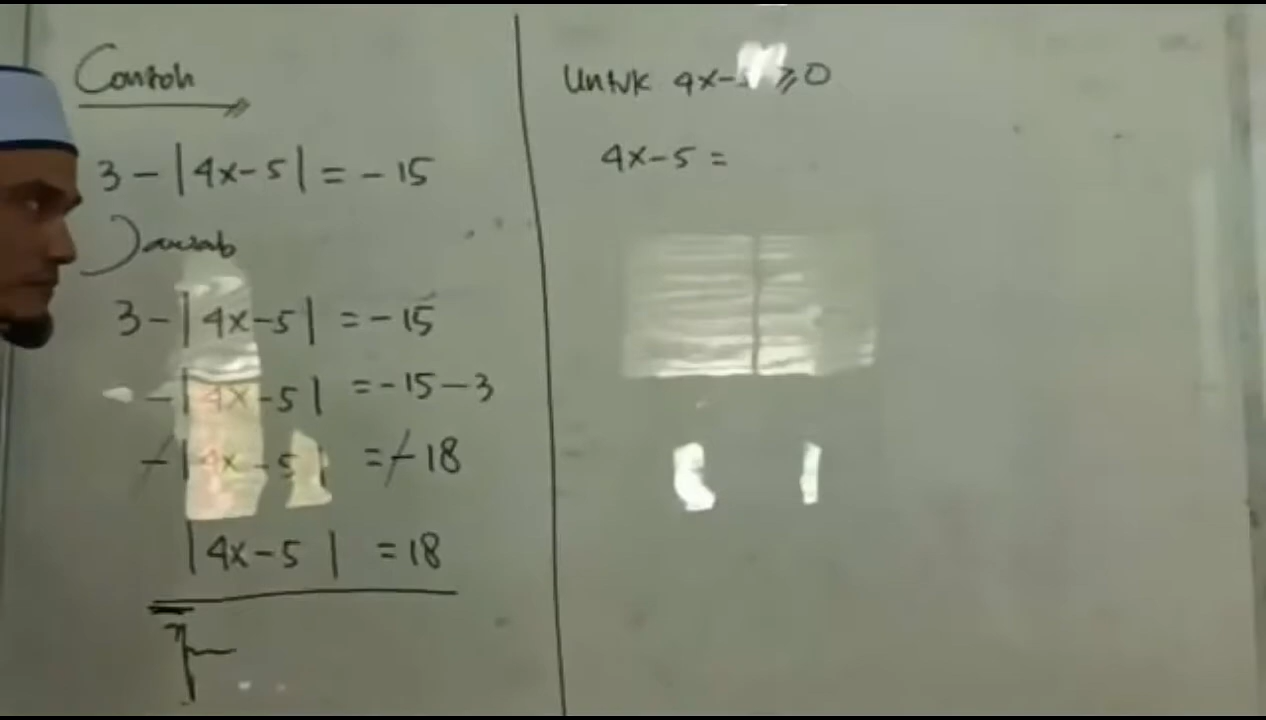 Contoh
3 - |4x - 5| = - 15
Jawab
3 - |4x - 5| = - 15
- |4x - 5| = - 15 - 3
- |4x - 5| = - 18
|4x - 5| = 18
Untuk 4x - ≥ 0
4x - 5 =